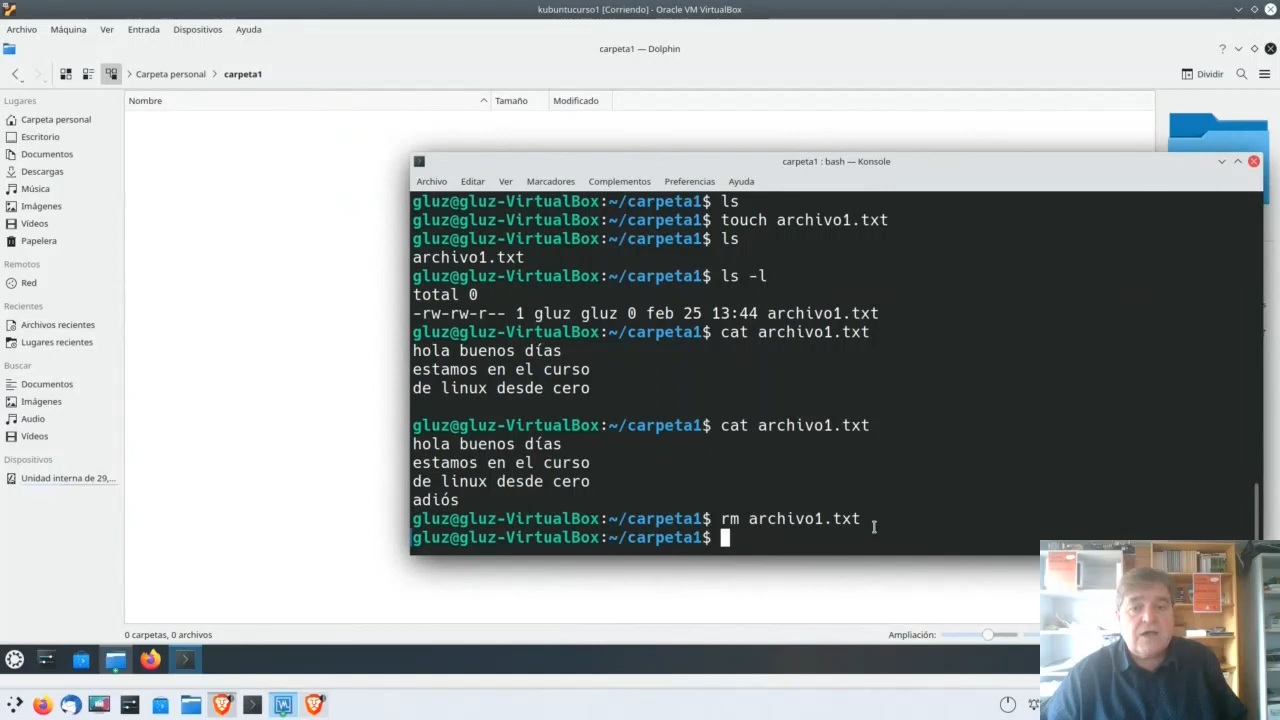 kubuntucurso1 [Corriendo] - Oracle VM VirtualBox
Archivo Máquina Ver Entrada Dispositivos Ayuda
carpeta1 — Dolphin
Carpeta personal carpeta1
Dividir
Lugares
Nombre Tamaño Modificado
Carpeta personal
Escritorio
Documentos
Descargas
Música
Imágenes
Vídeos
Papelera
Remotos
Red
Recientes
Archivos recientes
Lugares recientes
Buscar
Documentos
Imágenes
Audio
Vídeos
Dispositivos
Unidad interna de 29,...
carpeta1 : bash — Konsole
Archivo Editar Ver Marcadores Complementos Preferencias Ayuda
gluz@gluz-VirtualBox:~/carpeta1$ ls
gluz@gluz-VirtualBox:~/carpeta1$ touch archivo1.txt
gluz@gluz-VirtualBox:~/carpeta1$ ls
archivo1.txt
gluz@gluz-VirtualBox:~/carpeta1$ ls -l
total 0
-rw-rw-r-- 1 gluz gluz 0 feb 25 13:44 archivo1.txt
gluz@gluz-VirtualBox:~/carpeta1$ cat archivo1.txt
hola buenos días
estamos en el curso
de linux desde cero
gluz@gluz-VirtualBox:~/carpeta1$ cat archivo1.txt
hola buenos días
estamos en el curso
de linux desde cero
adiós
gluz@gluz-VirtualBox:~/carpeta1$ rm archivo1.txt
gluz@gluz-VirtualBox:~/carpeta1$
0 carpetas, 0 archivos
Ampliación: